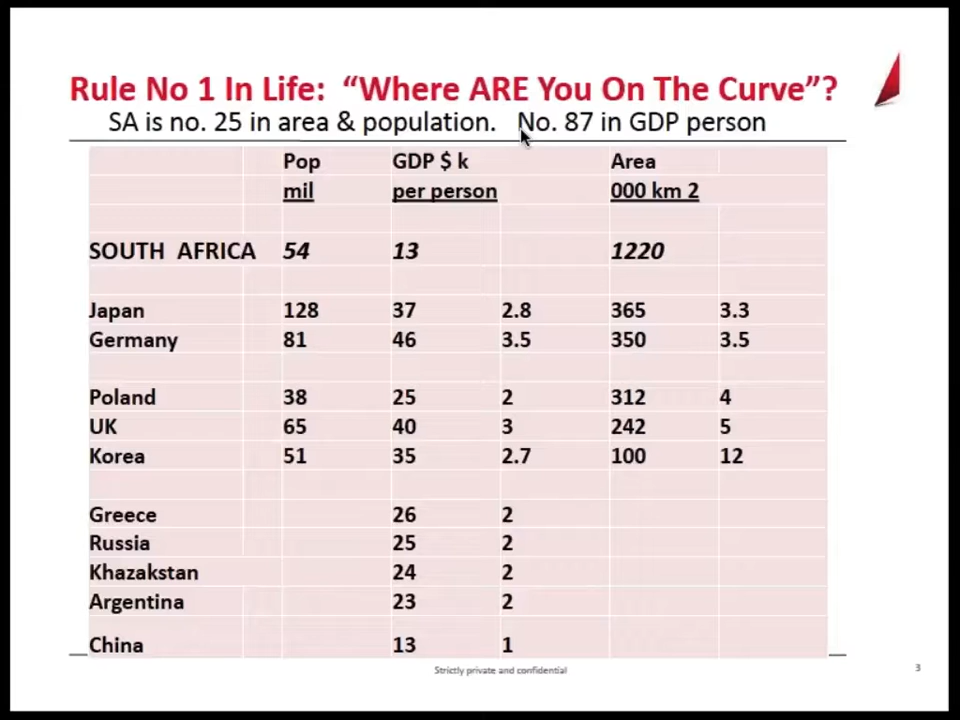 Rule No 1 In Life: “Where ARE You On The Curve”?
SA is no. 25 in area & population. No. 87 in GDP person
Pop GDP $ k Area
mil per person 000 km 2
SOUTH AFRICA 54 13 1220
Japan 128 37 2.8 365 3.3
Germany 81 46 3.5 350 3.5
Poland 38 25 2 312 4
UK 65 40 3 242 5
Korea 51 35 2.7 100 12
Greece 26 2
Russia 25 2
Khazakstan 24 2
Argentina 23 2
China 13 1
Strictly private and confidential 3